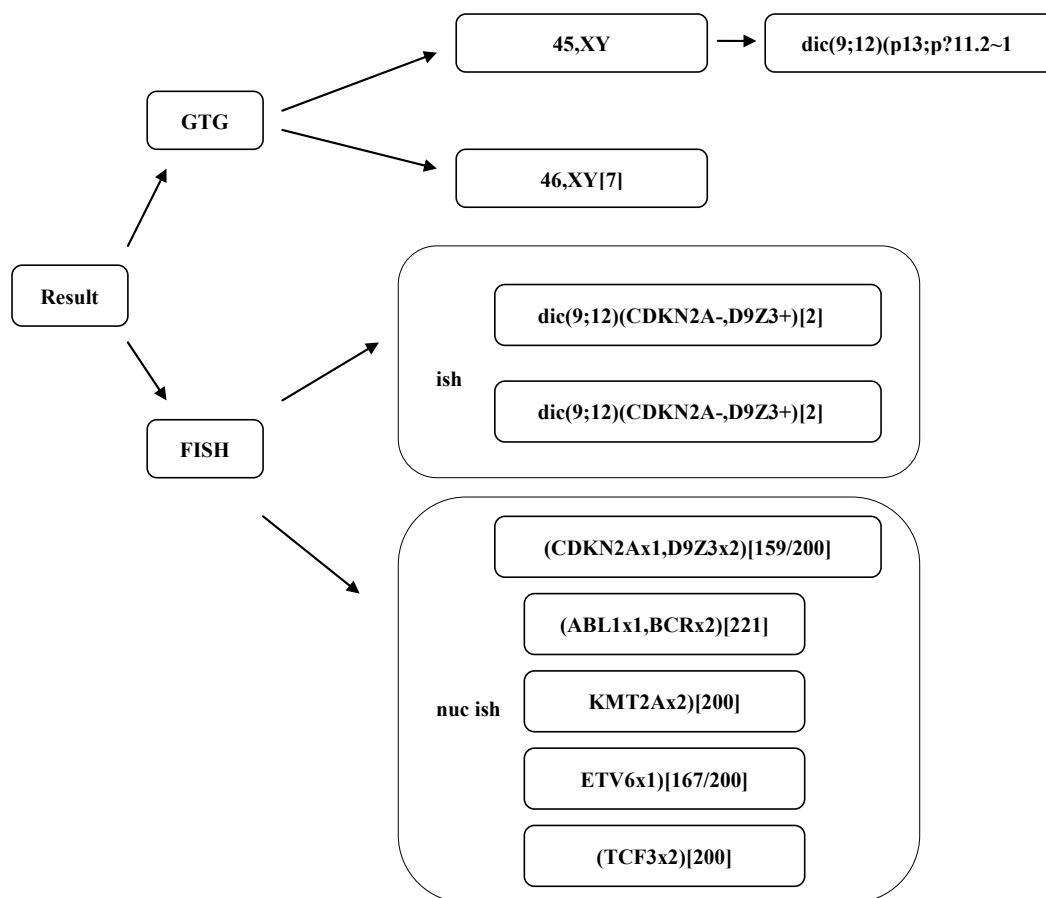 45,XY
dic(9;12)(p13;p?11.2~1
GTG
46,XY[7]
Result
dic(9;12)(CDKN2A-,D9Z3+)[2]
ish
dic(9;12)(CDKN2A-,D9Z3+)[2]
FISH
(CDKN2Ax1,D9Z3x2)[159/200]
(ABL1x1,BCRx2)[221]
KMT2Ax2)[200]
nuc ish
ETV6x1)[167/200]
(TCF3x2)[200]